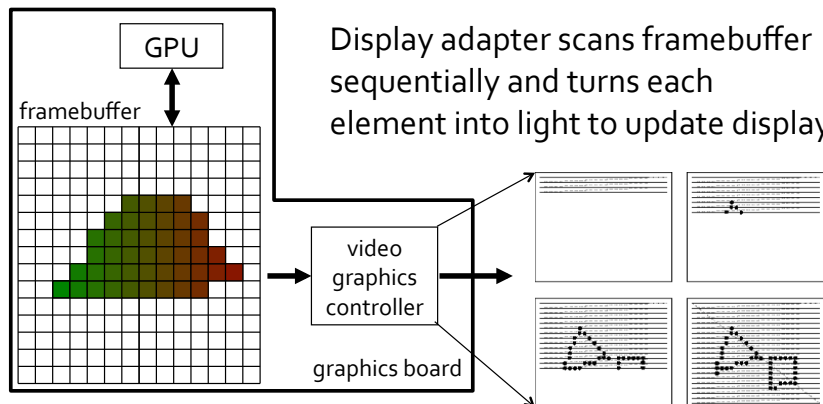 GPU
framebuffer
Display adapter scans framebuffer
sequentially and turns each
element into light to update display
video
graphics
controller
graphics board